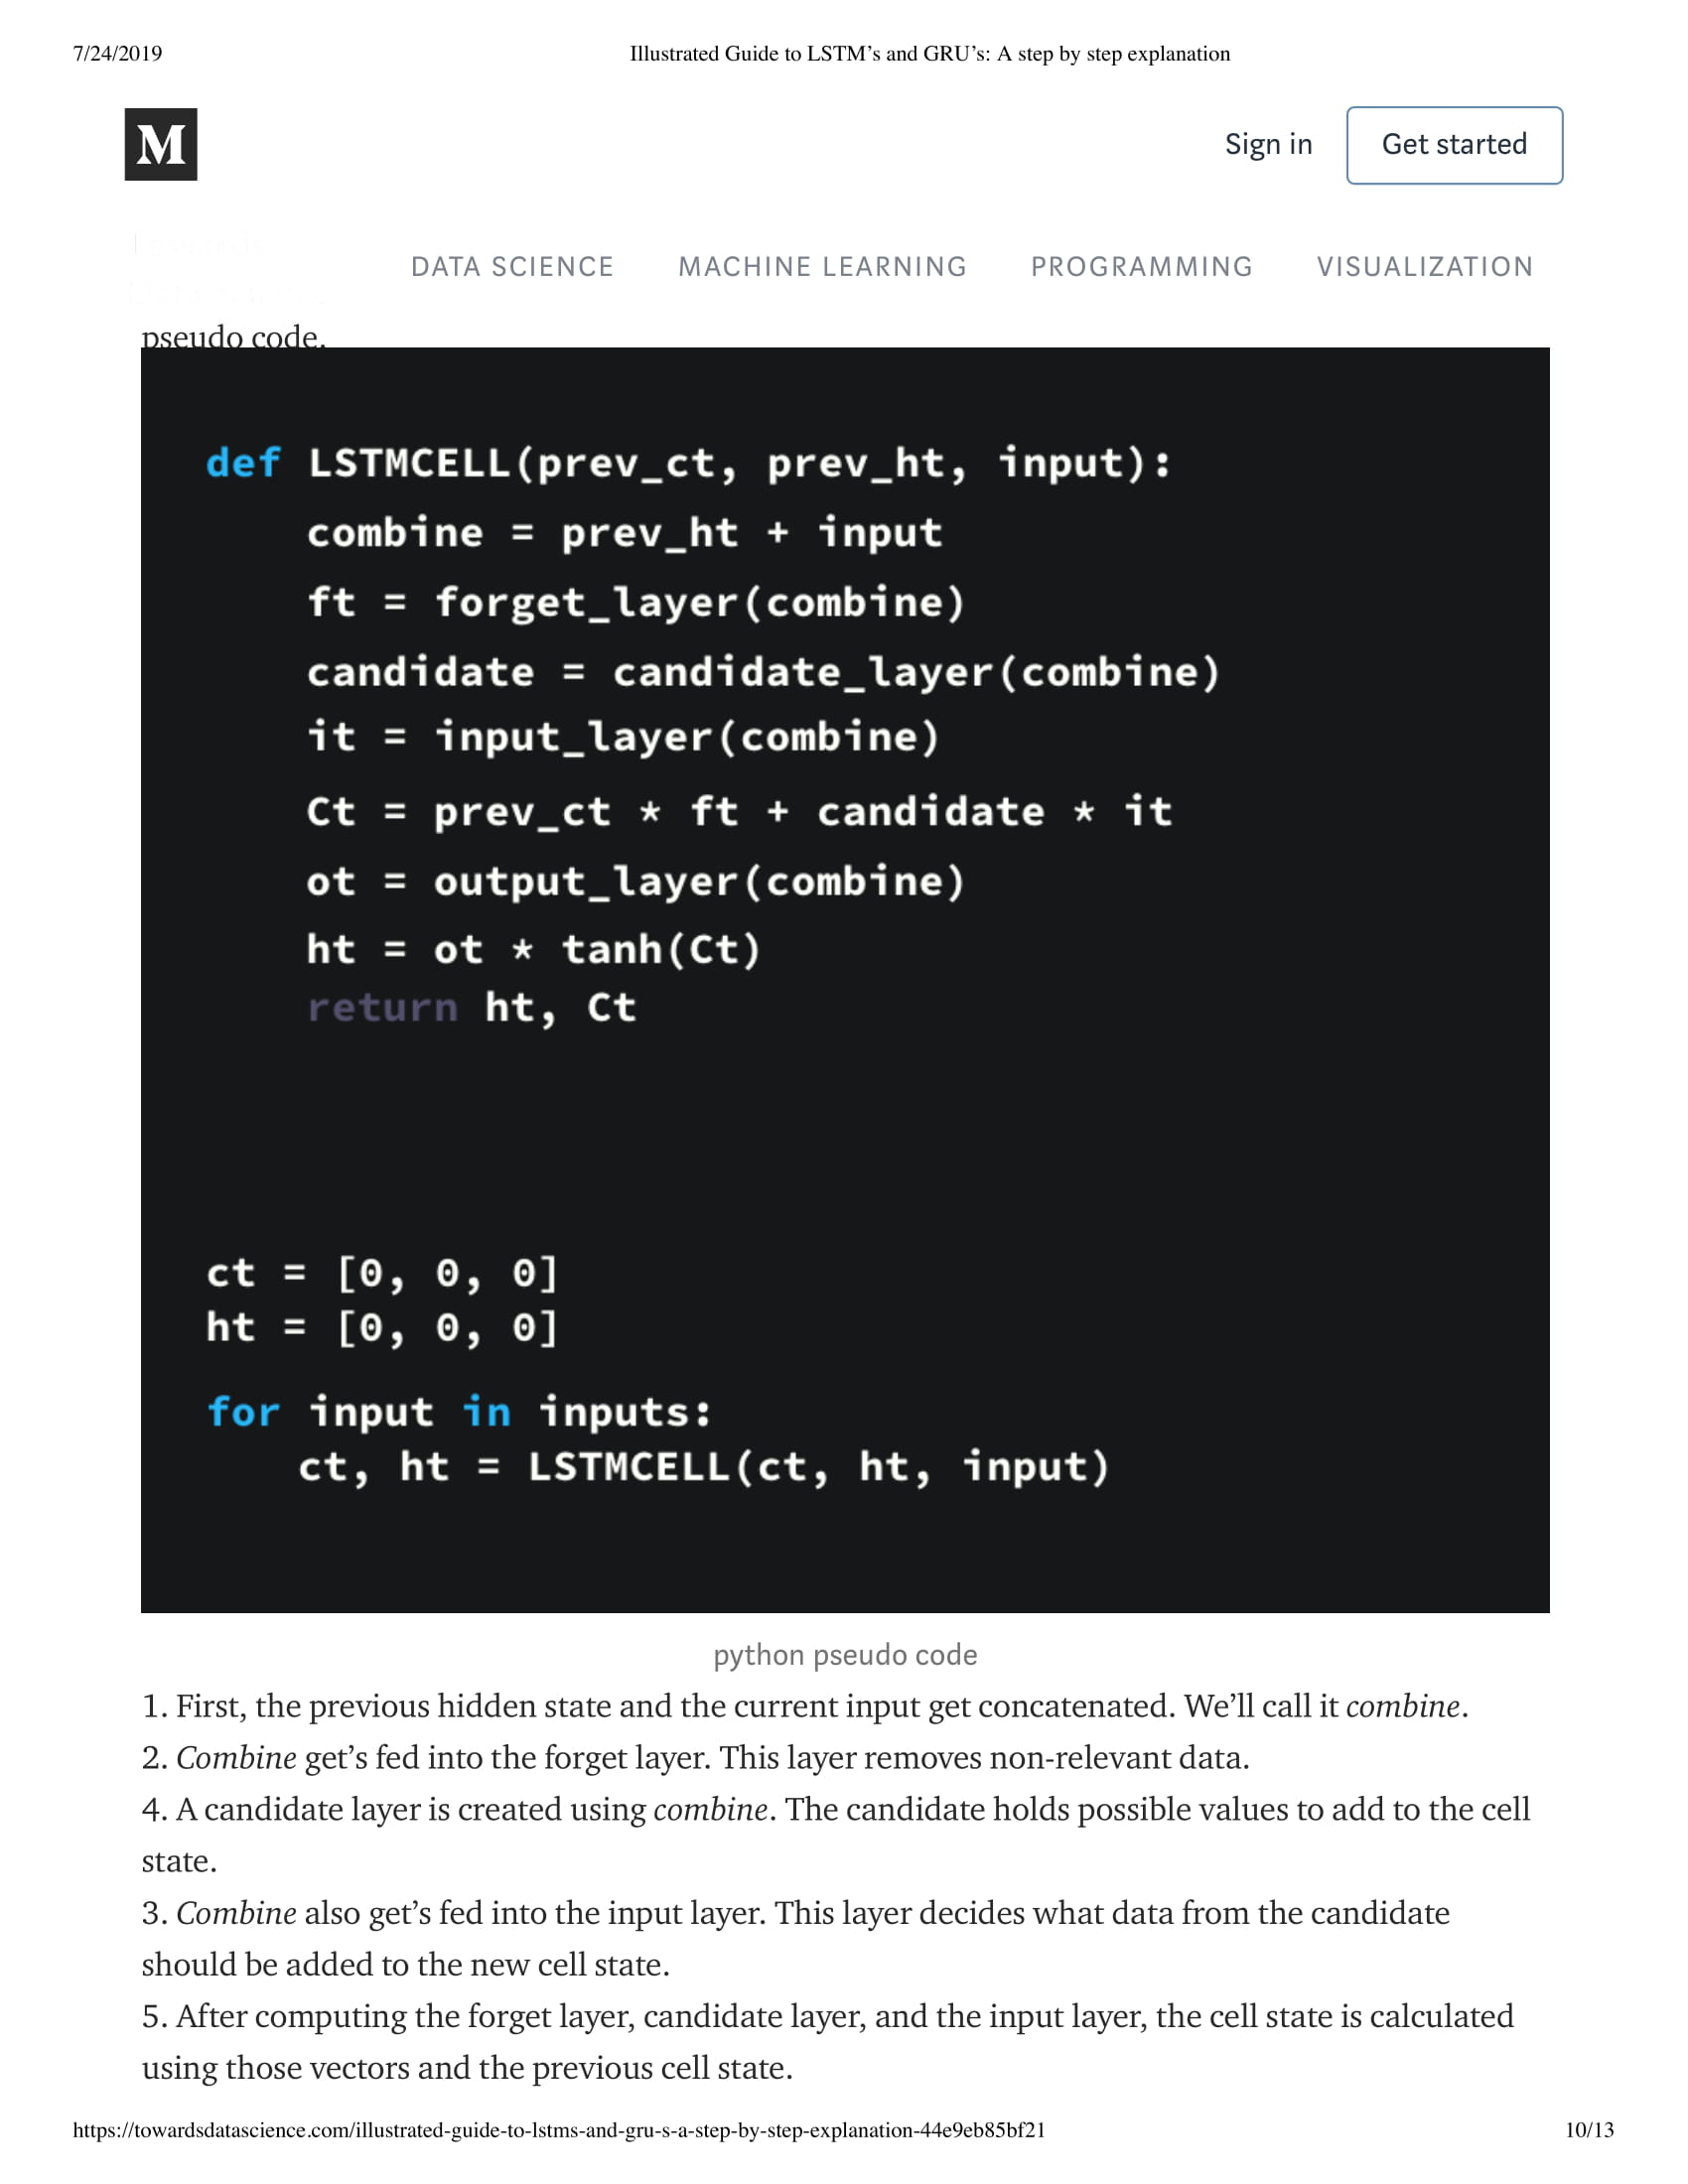 7/24/2019 Illustrated Guide to LSTM’s and GRU’s: A step by step explanation
M
Sign in Get started
DATA SCIENCE MACHINE LEARNING PROGRAMMING VISUALIZATION
pseudo code.
def LSTMCELL(prev_ct, prev_ht, input):
combine = prev_ht + input
ft = forget_layer(combine)
candidate = candidate_layer(combine)
it = input_layer(combine)
Ct = prev_ct * ft + candidate * it
ot = output_layer(combine)
ht = ot * tanh(Ct)
return ht, Ct
ct = [0, 0, 0]
ht = [0, 0, 0]
for input in inputs:
ct, ht = LSTMCELL(ct, ht, input)
python pseudo code
1. First, the previous hidden state and the current input get concatenated. We’ll call it combine.
2. Combine get’s fed into the forget layer. This layer removes non-relevant data.
4. A candidate layer is created using combine. The candidate holds possible values to add to the cell
state.
3. Combine also get’s fed into the input layer. This layer decides what data from the candidate
should be added to the new cell state.
5. After computing the forget layer, candidate layer, and the input layer, the cell state is calculated
using those vectors and the previous cell state.
https://towardsdatascience.com/illustrated-guide-to-lstms-and-gru-s-a-step-by-step-explanation-44e9eb85bf21 10/13